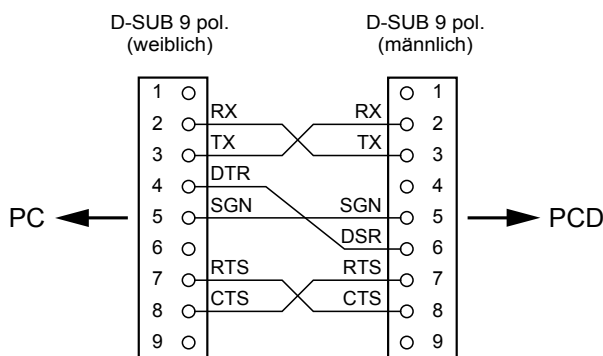 D-SUB 9 pol. D-SUB 9 pol.
(weiblich) (männlich)
1 1
2 RX RX 2
3 TX TX 3
4 DTR 4
PC 5 SGN SGN 5 PCD
6 DSR 6
7 RTS RTS 7
8 CTS CTS 8
9 9